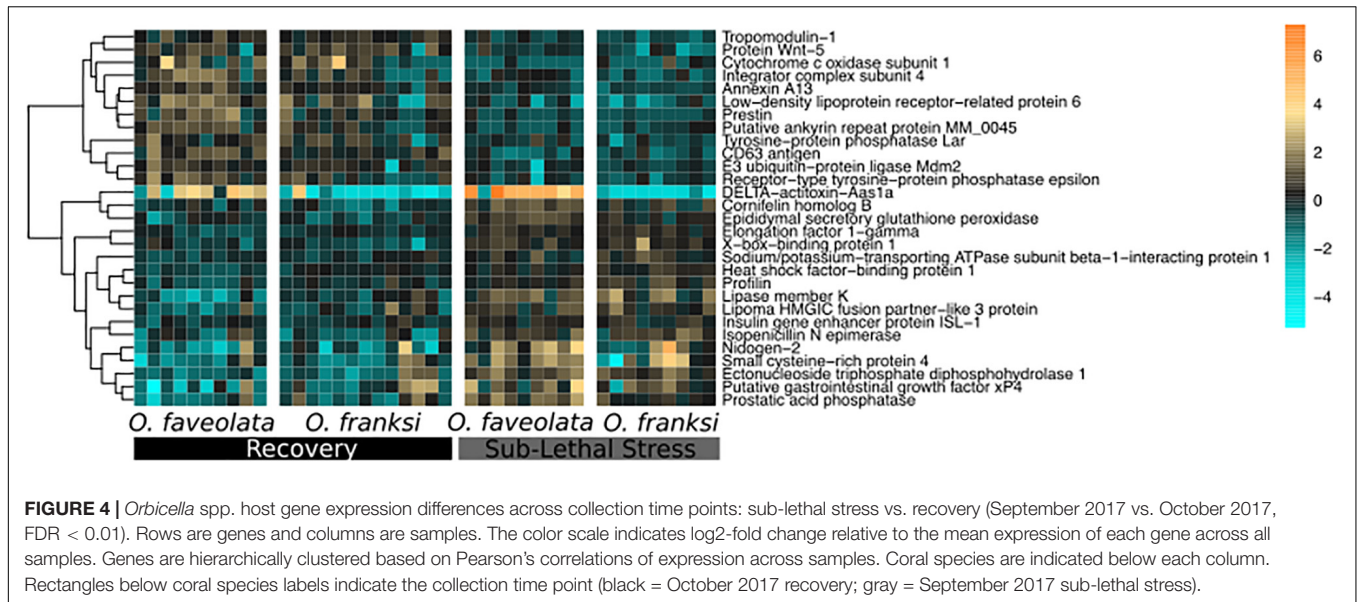 Tropomodulin−1
Protein Wnt−5
Cytochrome c oxidase subunit 1
Integrator complex subunit 4
Annexin A13
Low−density lipoprotein receptor−related protein 6
Prestin
Putative ankyrin repeat protein MM_0045
Tyrosine−protein phosphatase Lar
CD63 antigen
E3 ubiquitin−protein ligase Mdm2
Receptor−type tyrosine−protein phosphatase epsilon
DELTA−actitoxin−Aas1a
Cornifelin homolog B
Epididymal secretory glutathione peroxidase
Elongation factor 1−gamma
X−box−binding protein 1
Sodium/potassium−transporting ATPase subunit beta−1−interacting protein 1
Heat shock factor−binding protein 1
Profilin
Lipase member K
Lipoma HMGIC fusion partner−like 3 protein
Insulin gene enhancer protein ISL−1
Isopenicillin N epimerase
Nidogen−2
Small cysteine−rich protein 4
Ectonucleoside triphosphate diphosphohydrolase 1
Putative gastrointestinal growth factor xP4
Prostatic acid phosphatase
6
4
2
0
−2
−4
O. faveolata O. franksi O. faveolata O. franksi
Recovery Sub-Lethal Stress
FIGURE 4 | Orbicella spp. host gene expression differences across collection time points: sub-lethal stress vs. recovery (September 2017 vs. October 2017,
FDR < 0.01). Rows are genes and columns are samples. The color scale indicates log2-fold change relative to the mean expression of each gene across all
samples. Genes are hierarchically clustered based on Pearson's correlations of expression across samples. Coral species are indicated below each column.
Rectangles below coral species labels indicate the collection time point (black = October 2017 recovery; gray = September 2017 sub-lethal stress).